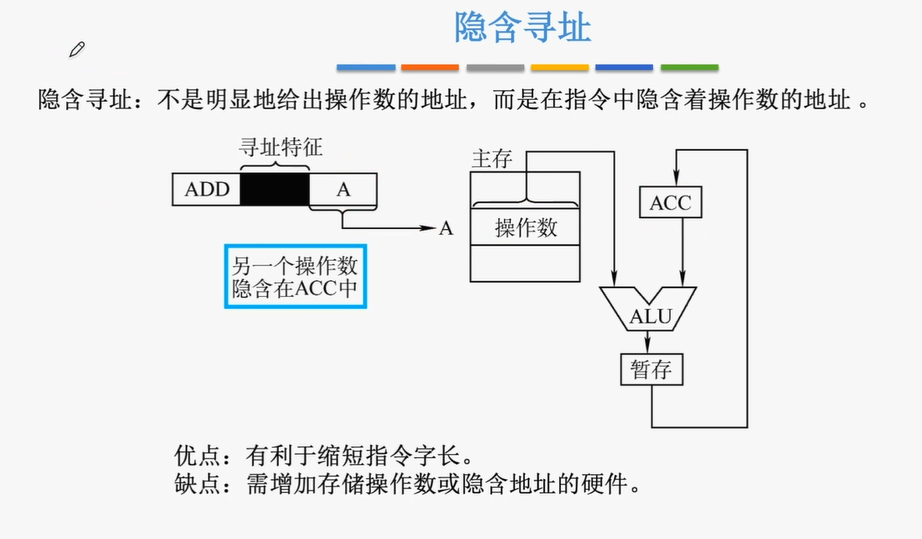 隐含寻址
隐含寻址：不是明显地给出操作数的地址，而是在指令中隐含着操作数的地址 。
寻址特征
ADD
A
A
另一个操作数
隐含在ACC中
主存
操作数
ACC
ALU
暂存
优点：有利于缩短指令字长。
缺点：需增加存储操作数或隐含地址的硬件。